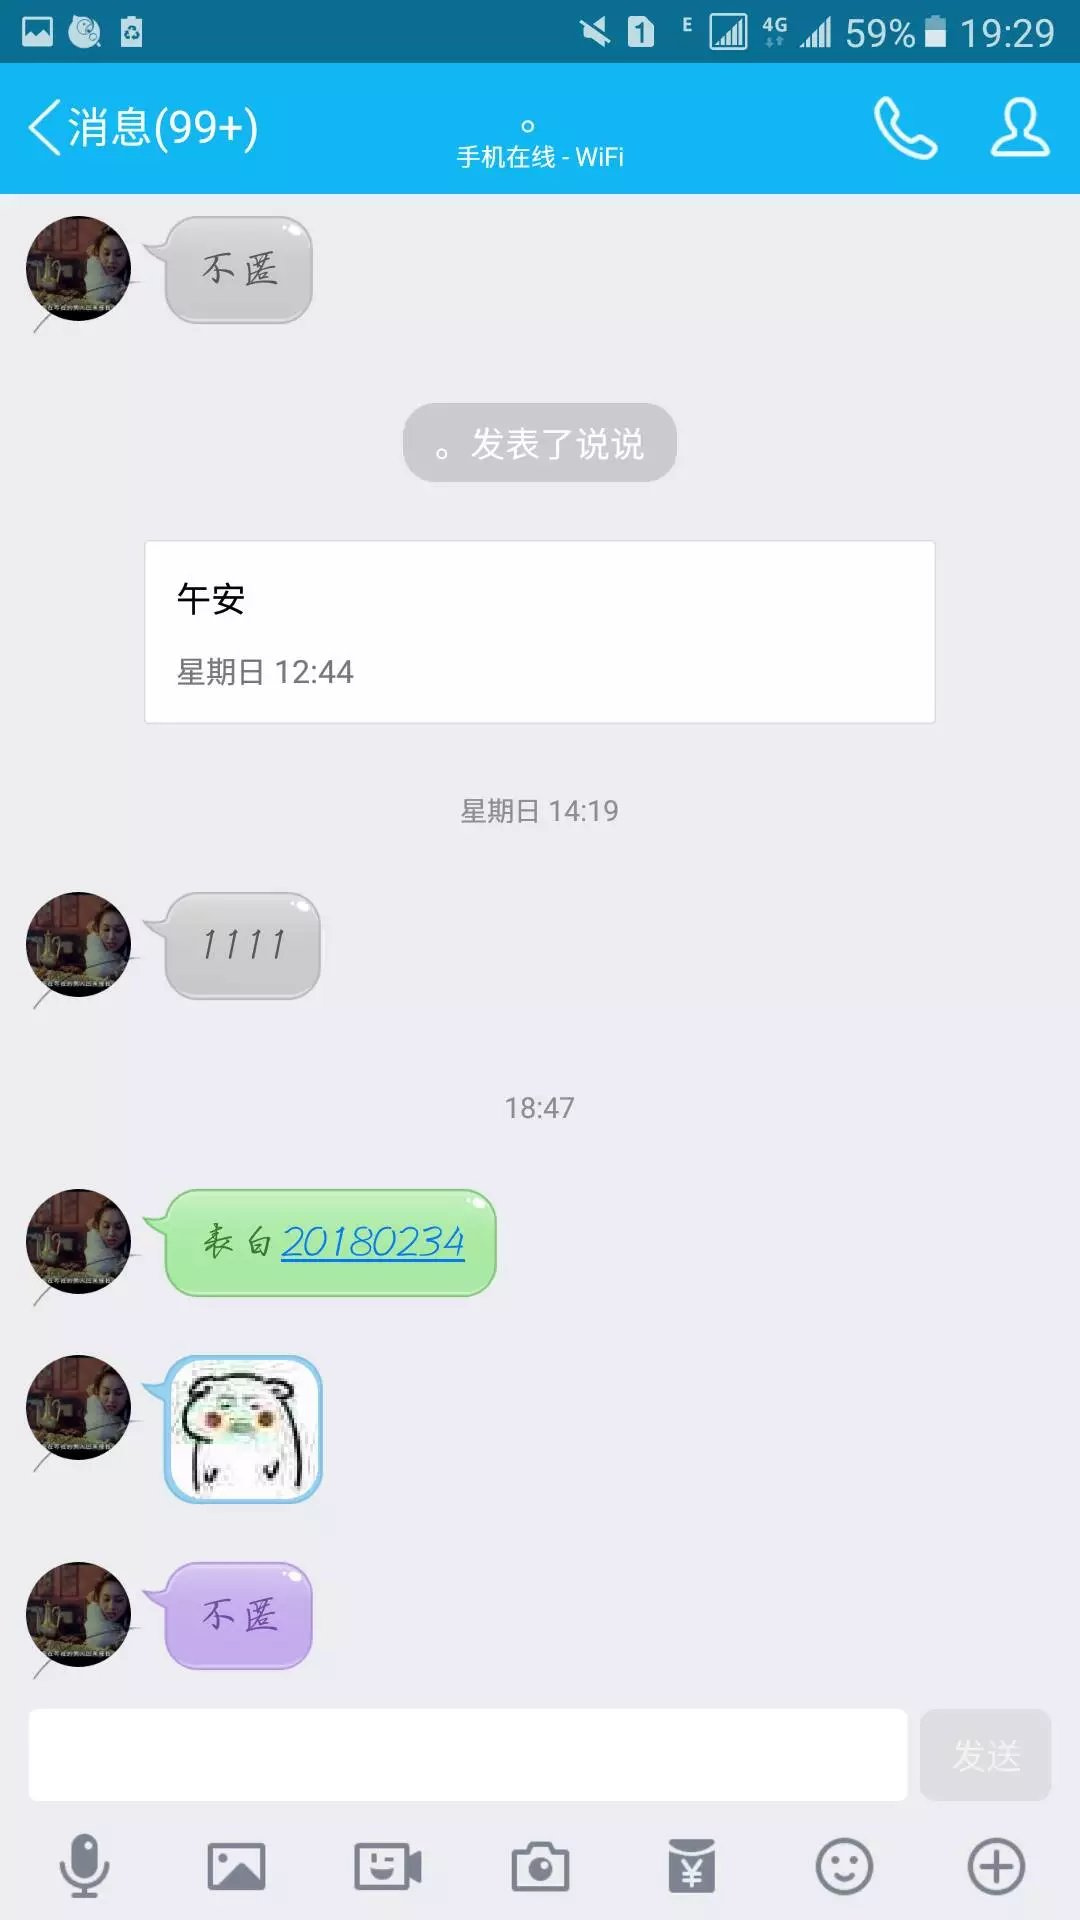 1 E 4G 59% 19:29
消息(99+)
。
手机在线 - WiFi
不匿
。发表了说说
午安
星期日 12:44
星期日 14:19
1111
18:47
表白20180234
不匿
发送